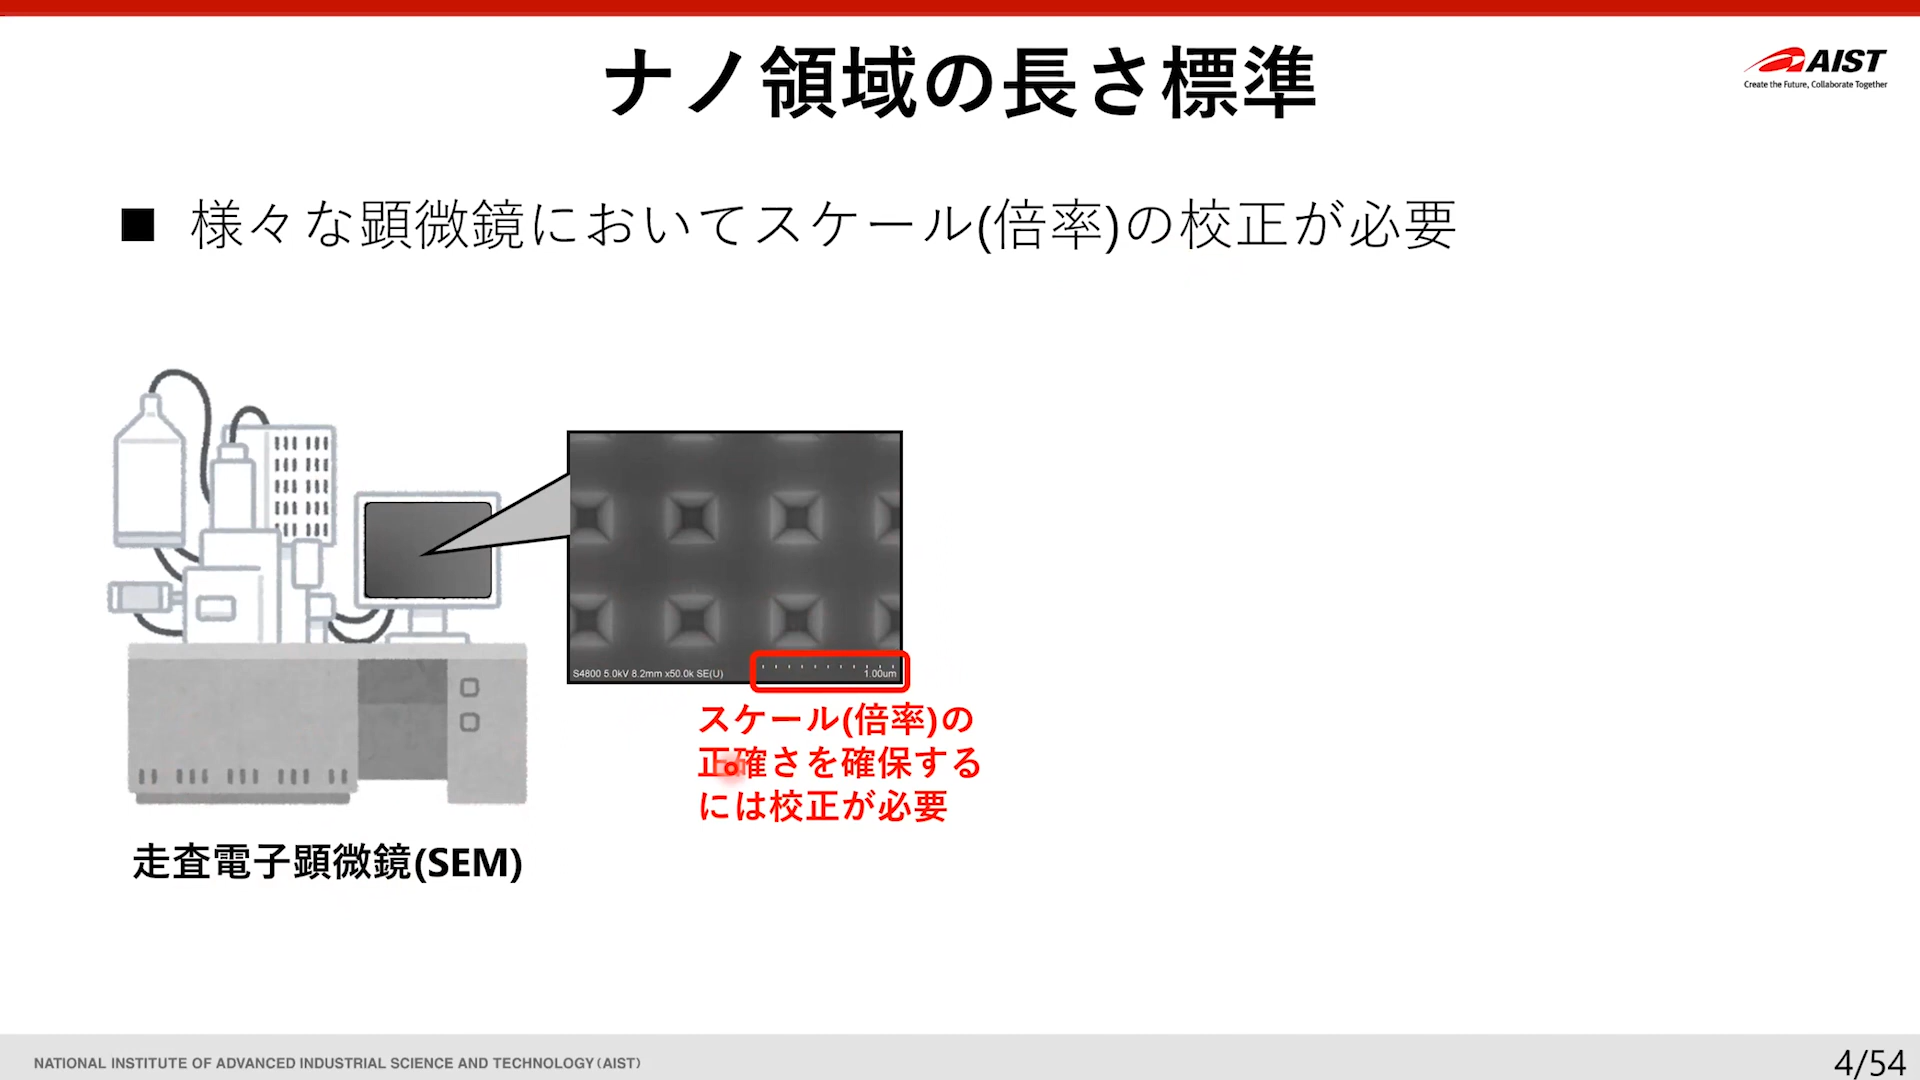 ナノ領域の長さ標準
AIST
Create the Future, Collaborate Together
■ 様々な顕微鏡においてスケール(倍率)の校正が必要
S4800 5.0kV 8.2mm x50.0k SE(U)
1.00um
スケール(倍率)の
正確さを確保する
には校正が必要
走査電子顕微鏡(SEM)
NATIONAL INSTITUTE OF ADVANCED INDUSTRIAL SCIENCE AND TECHNOLOGY (AIST)
4/54